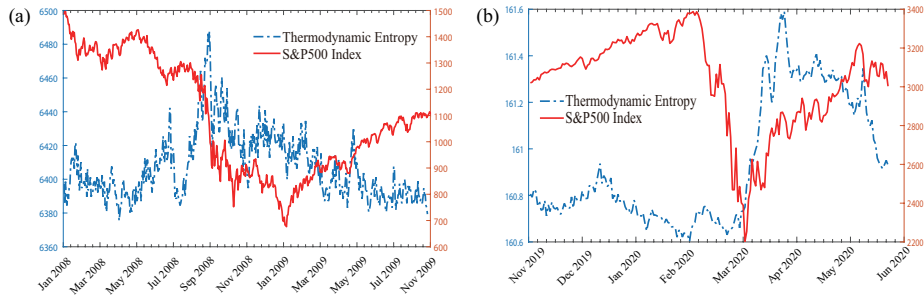 (a)
6500
6480
6460
6440
6420
6400
6380
6360
1500
1400
1300
1200
1100
1000
900
800
700
600
Thermodynamic Entropy
S&P500 Index
Jan 2008
Mar 2008
May 2008
Jul 2008
Sep 2008
Nov 2008
Jan 2009
Mar 2009
May 2009
Jul 2009
Nov 2009
(b)
161.6
161.4
161.2
161
160.8
160.6
3400
3200
3000
2800
2600
2400
2200
Thermodynamic Entropy
S&P500 Index
Nov 2019
Dec 2019
Jan 2020
Feb 2020
Mar 2020
Apr 2020
May 2020
Jun 2020